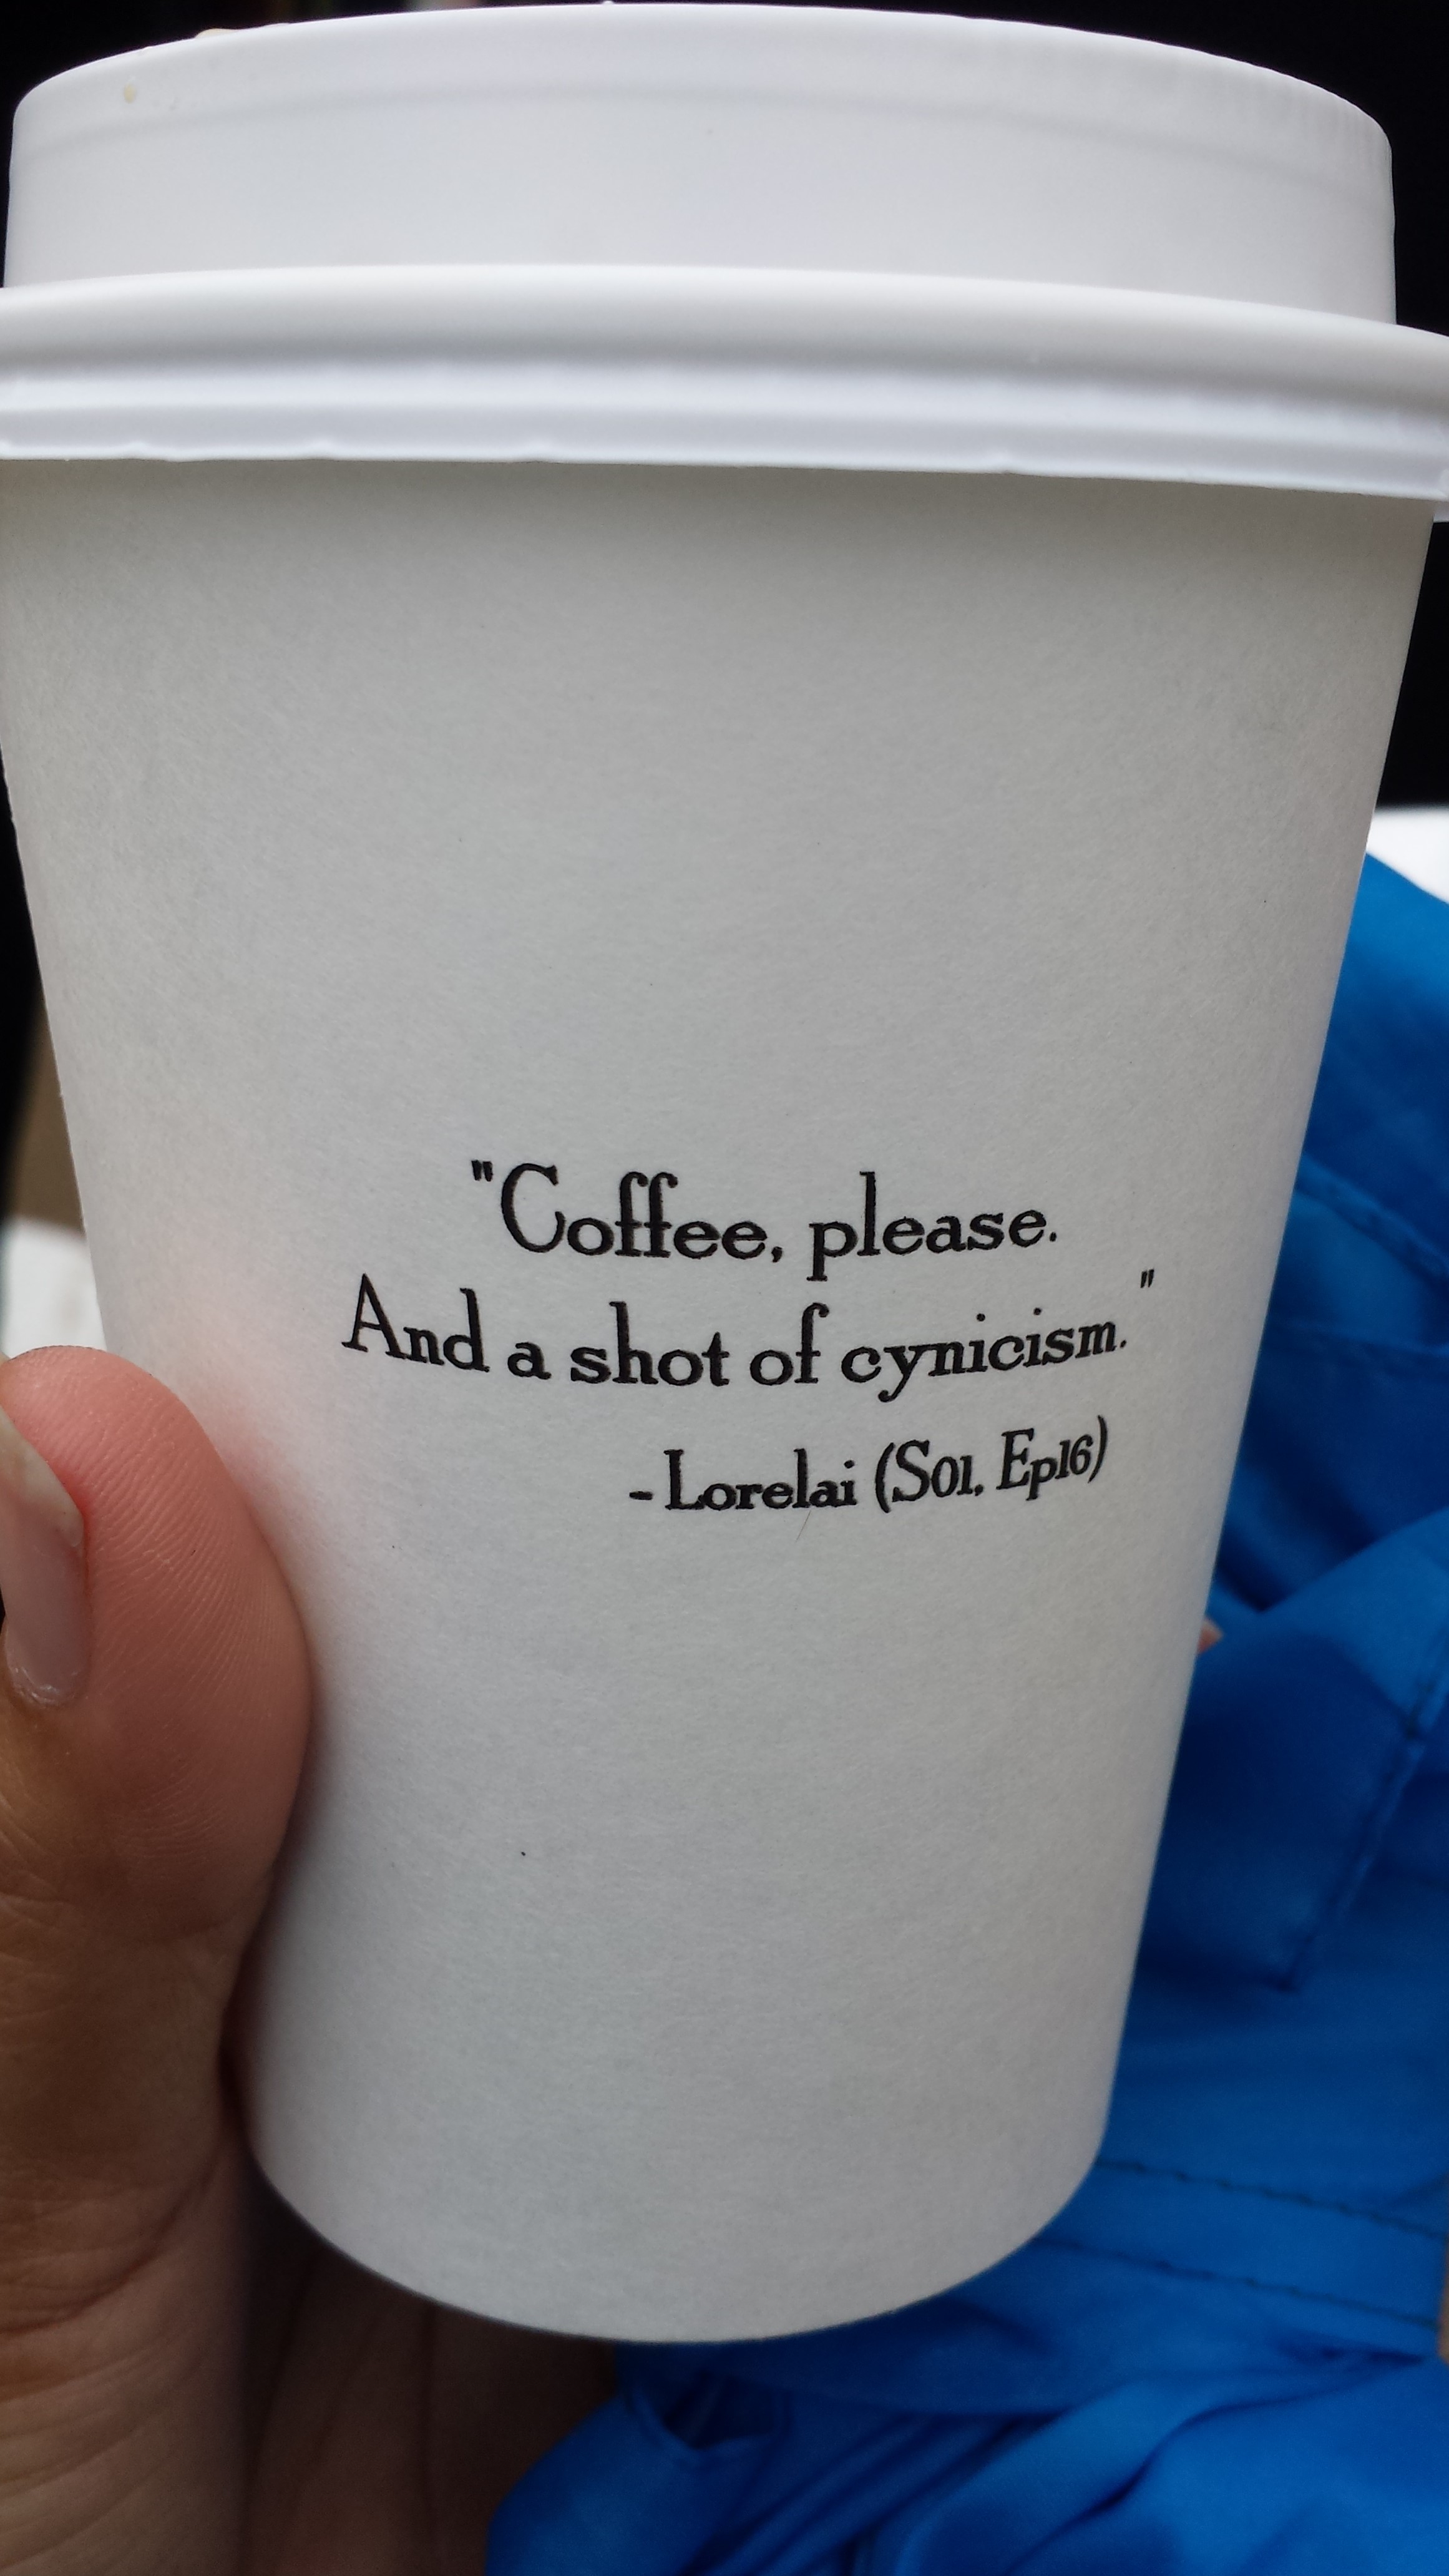 "Coffee, please.
And a shot of cynicism."
- Lorelai (S01, Ep16)